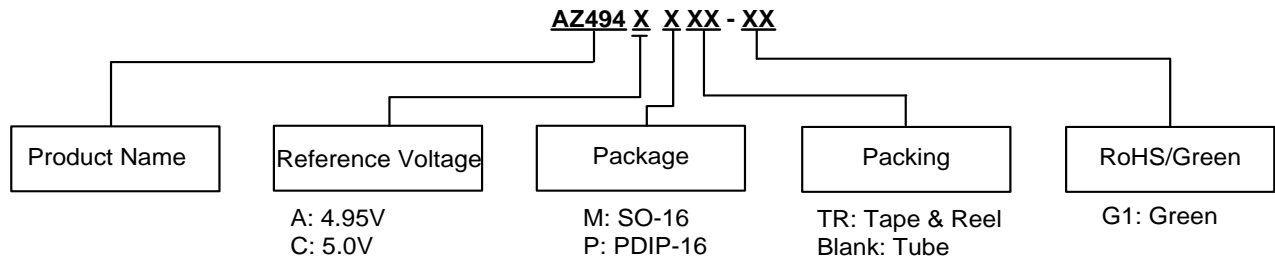 AZ494 X X XX - XX
Product Name
Reference Voltage
Package
Packing
RoHS/Green
A: 4.95V
C: 5.0V
M: SO-16
P: PDIP-16
TR: Tape & Reel
Blank: Tube
G1: Green